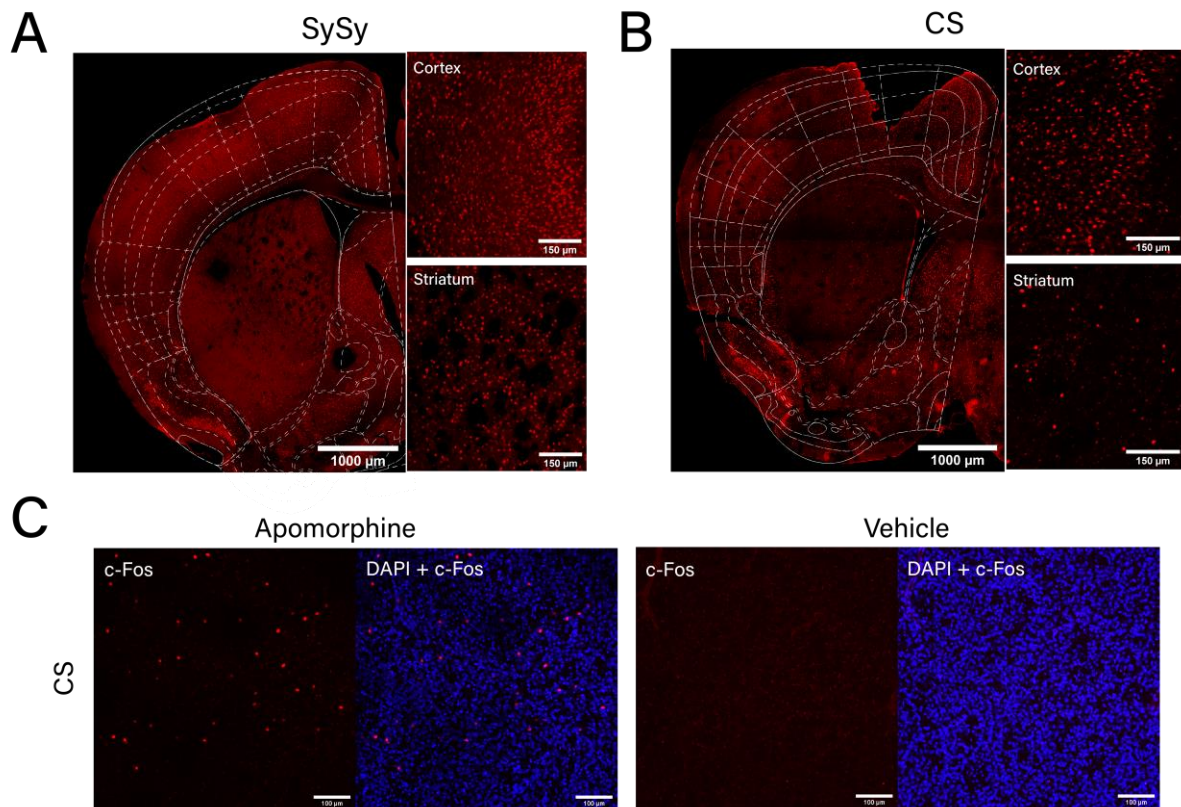 A
SySy
Cortex
150 µm
Striatum
1000 µm
150 µm
B
CS
Cortex
150 µm
Striatum
1000 µm
150 µm
C
Apomorphine
Vehicle
c-Fos
DAPI + c-Fos
c-Fos
DAPI + c-Fos
CS
100 µm
100 µm
100 µm
100 µm